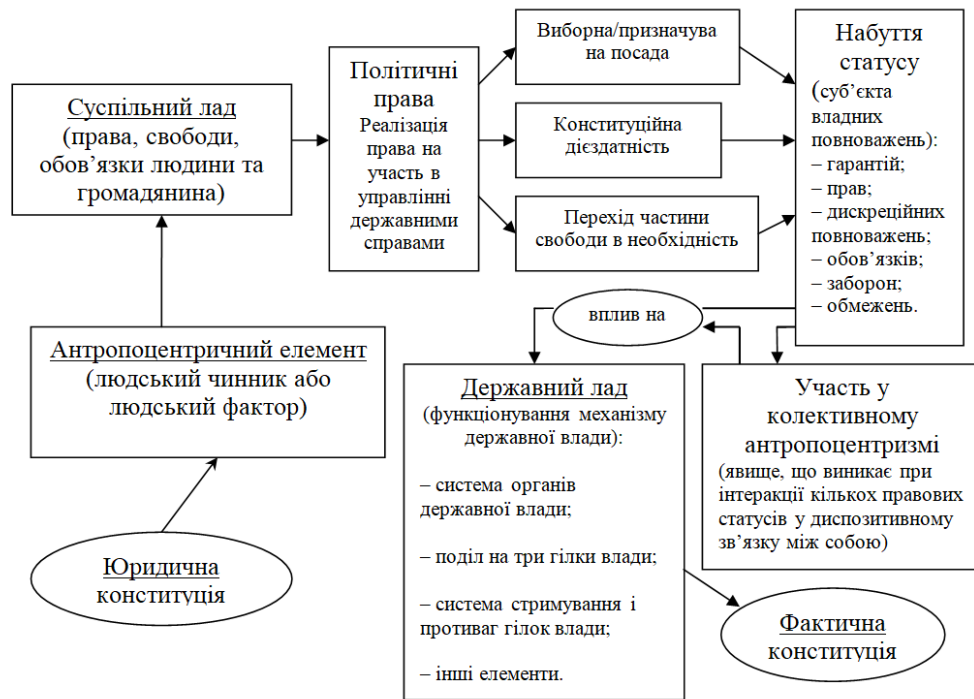 Суспільний лад
(права, свободи,
обов’язки людини та
громадянина)
Політичні
права
Реалізація
права на
участь в
управлінні
державними
справами
Виборна/призначува
на посада
Конституційна
дієздатність
Перехід частини
свободи в необхідність
Набуття
статусу
(суб’єкта
владних
повноважень):
– гарантій;
– прав;
– дискреційних
повноважень;
– обов’язків;
– заборон;
– обмежень.
вплив на
Антропоцентричний елемент
(людський чинник або
людський фактор)
Юридична
конституція
Державний лад
(функціонування механізму
державної влади):
– система органів
державної влади;
– поділ на три гілки влади;
– система стримування і
противаг гілок влади;
– інші елементи.
Участь у
колективному
антропоцентризмі
(явище, що виникає при
інтеракції кількох правових
статусів у диспозитивному
зв’язку між собою)
Фактична
конституція